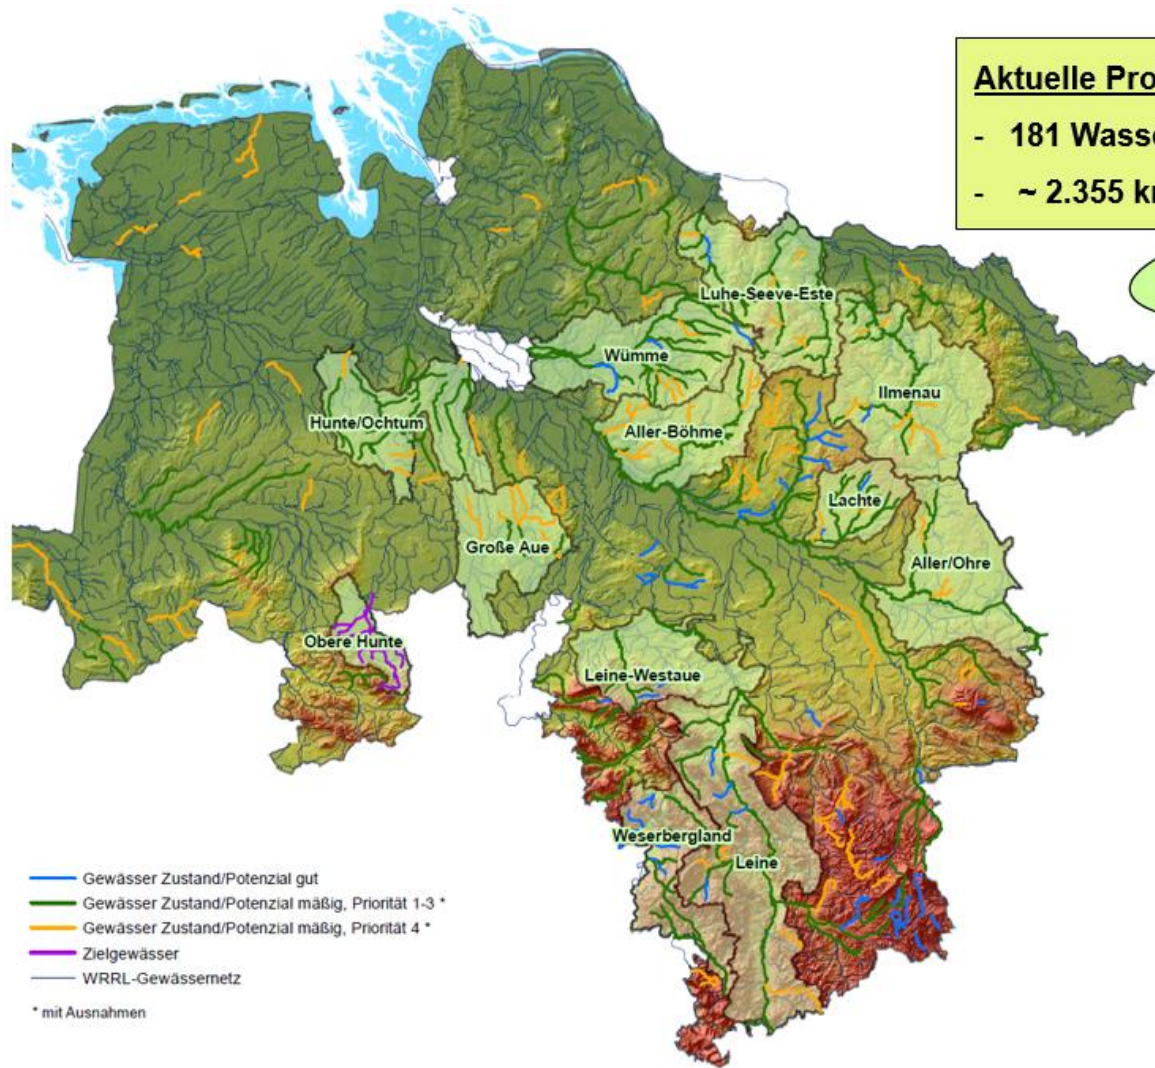 Aktuelle Pro
- 181 Wasse
- ~ 2.355 km
Luhe-Seeve-Este
Wümme
Ilmenau
Hunte/Ochtum
Aller-Böhme
Lachte
Große Aue
Aller/Ohre
Obere Hunte
Leine-Westaue
Weserbergland
Leine
Gewässer Zustand/Potenzial gut
Gewässer Zustand/Potenzial mäßig, Priorität 1-3 *
Gewässer Zustand/Potenzial mäßig, Priorität 4 *
Zielgewässer
WRRL-Gewässernetz
* mit Ausnahmen